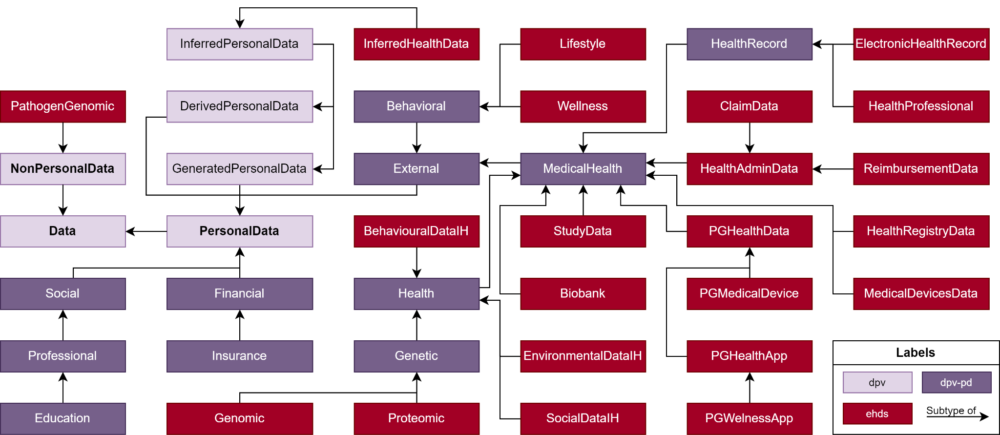 InferredPersonalData
InferredHealthData
Lifestyle
HealthRecord
ElectronicHealthRecord
PathogenGenomic
DerivedPersonalData
Behavioral
Wellness
ClaimData
HealthProfessional
NonPersonalData
GeneratedPersonalData
External
MedicalHealth
HealthAdminData
ReimbursementData
Data
PersonalData
BehaviouralDataIH
StudyData
PGHealthData
HealthRegistryData
Social
Financial
Health
Biobank
PGMedicalDevice
MedicalDevicesData
Professional
Insurance
Genetic
EnvironmentalDataIH
PGHealthApp
Education
Genomic
Proteomic
SocialDataIH
PGWelnessApp
Labels
dpv
dpv-pd
ehds
Subtype of